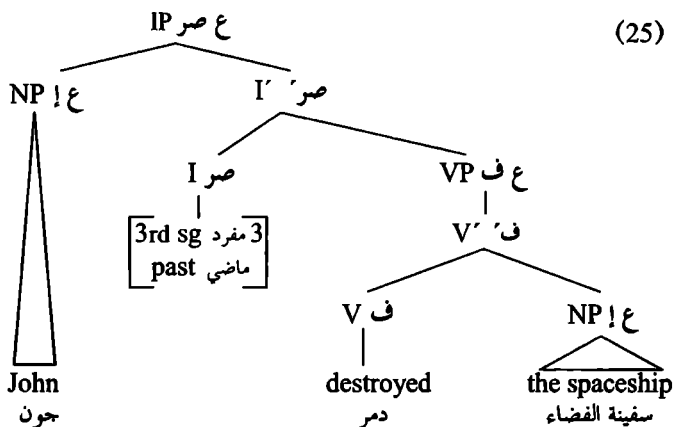 IP ع صر (25)
NP ع إ I´ صر´
I صر VP ع ف
3rd sg 3 مفرد V´ ف´
past ماضي
V ف NP ع إ
John destroyed the spaceship
جون دمر سفينة الفضاء